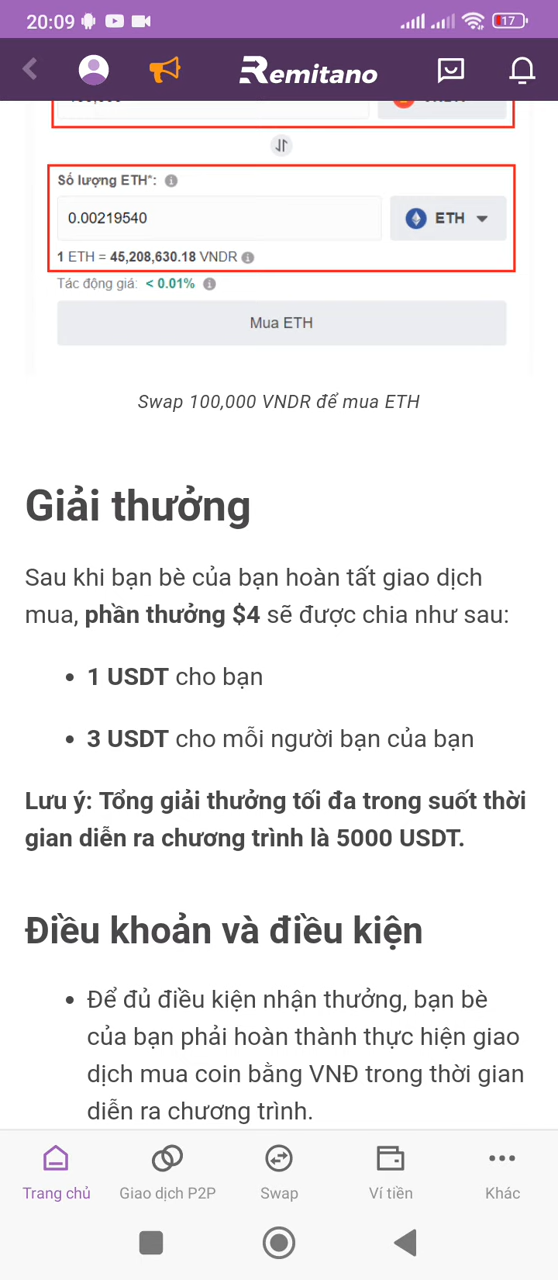 20:09
17
Remitano
Số lượng ETH*:
0.00219540
ETH
1 ETH = 45,208,630.18 VNDR
Tác động giá: < 0.01%
Mua ETH
Swap 100,000 VNDR để mua ETH
Giải thưởng
Sau khi bạn bè của bạn hoàn tất giao dịch
mua, phần thưởng $4 sẽ được chia như sau:
• 1 USDT cho bạn
• 3 USDT cho mỗi người bạn của bạn
Lưu ý: Tổng giải thưởng tối đa trong suốt thời
gian diễn ra chương trình là 5000 USDT.
Điều khoản và điều kiện
• Để đủ điều kiện nhận thưởng, bạn bè
của bạn phải hoàn thành thực hiện giao
dịch mua coin bằng VNĐ trong thời gian
diễn ra chương trình.
Trang chủ
Giao dịch P2P
Swap
Ví tiền
Khác